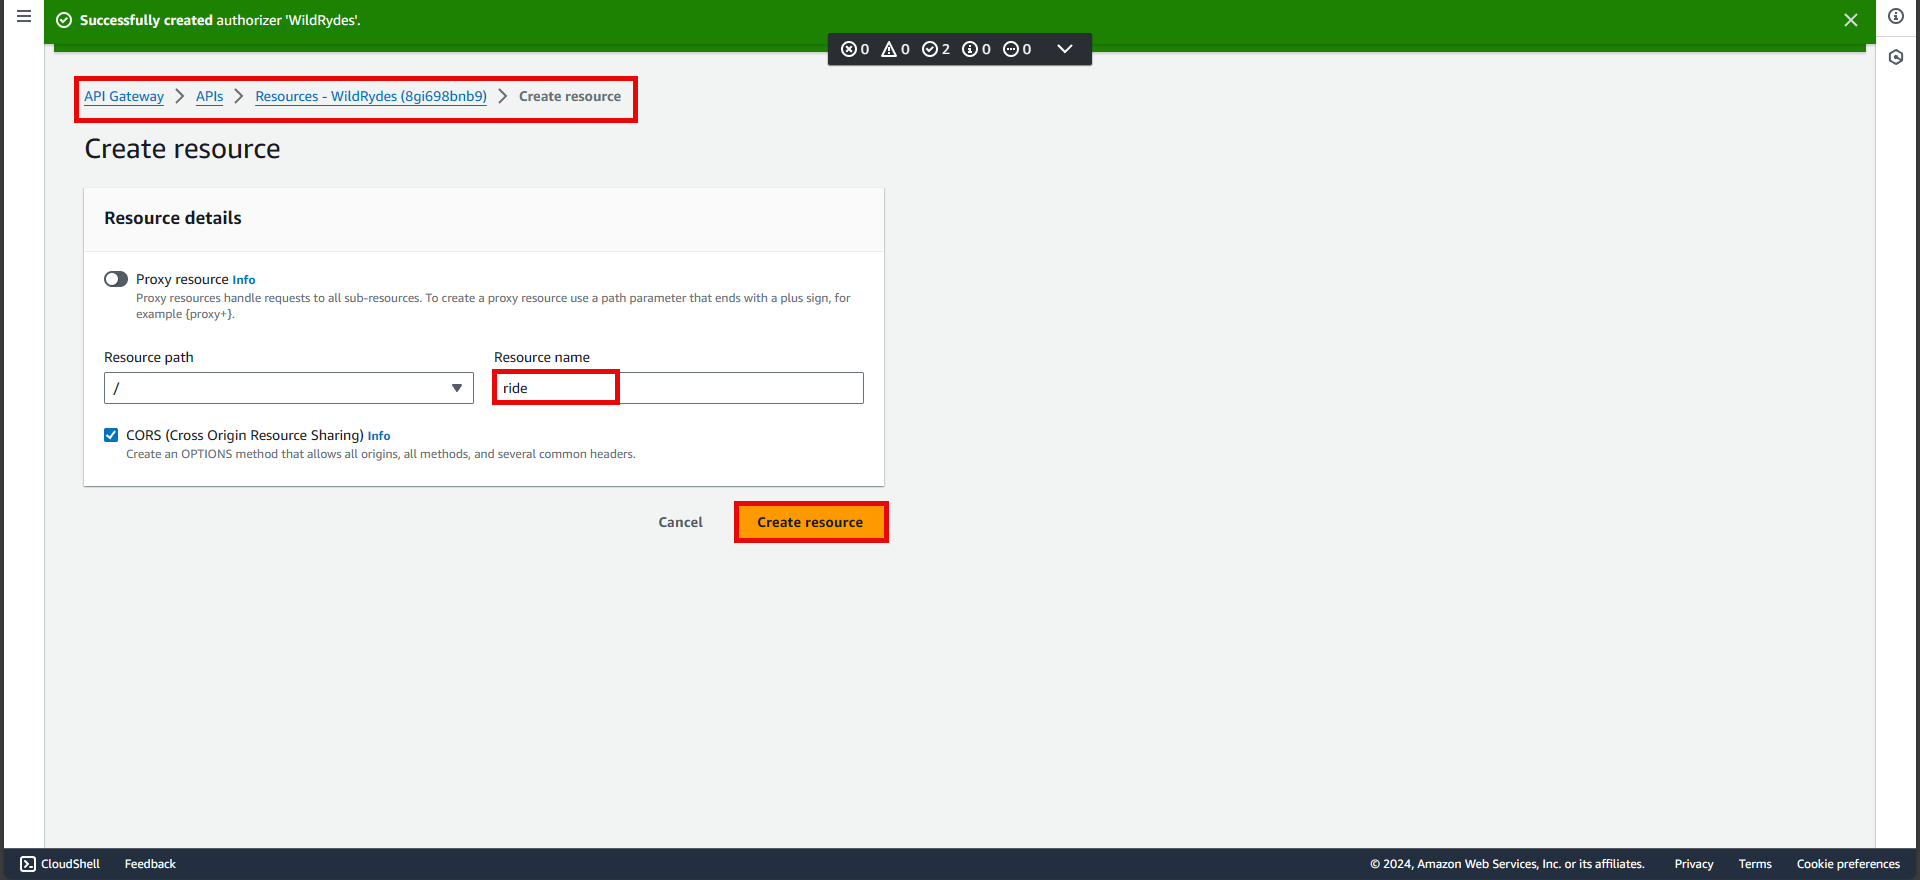 Successfully created authorizer 'WildRydes'.
0 0 2 0 0
API Gateway APIs Resources - WildRydes (8gi698bnb9) Create resource
Create resource
Resource details
Proxy resource Info
Proxy resources handle requests to all sub-resources. To create a proxy resource use a path parameter that ends with a plus sign, for
example {proxy+}.
Resource path
/
Resource name
ride
CORS (Cross Origin Resource Sharing) Info
Create an OPTIONS method that allows all origins, all methods, and several common headers.
Cancel Create resource
CloudShell Feedback © 2024, Amazon Web Services, Inc. or its affiliates. Privacy Terms Cookie preferences